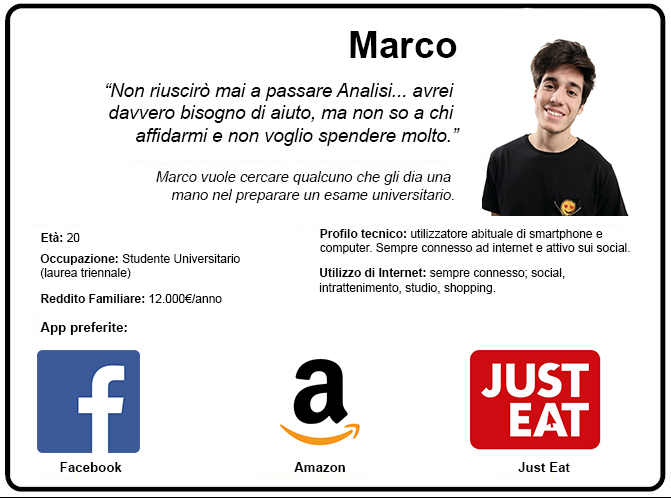 Marco
“Non riuscirò mai a passare Analisi... avrei
davvero bisogno di aiuto, ma non so a chi
affidarmi e non voglio spendere molto.”
Marco vuole cercare qualcuno che gli dia una
mano nel preparare un esame universitario.
Età: 20
Occupazione: Studente Universitario
(laurea triennale)
Reddito Familiare: 12.000€/anno
Profilo tecnico: utilizzatore abituale di smartphone e
computer. Sempre connesso ad internet e attivo sui social.
Utilizzo di Internet: sempre connesso; social,
intrattenimento, studio, shopping.
App preferite:
f
a
JUST
EAT
Facebook
Amazon
Just Eat